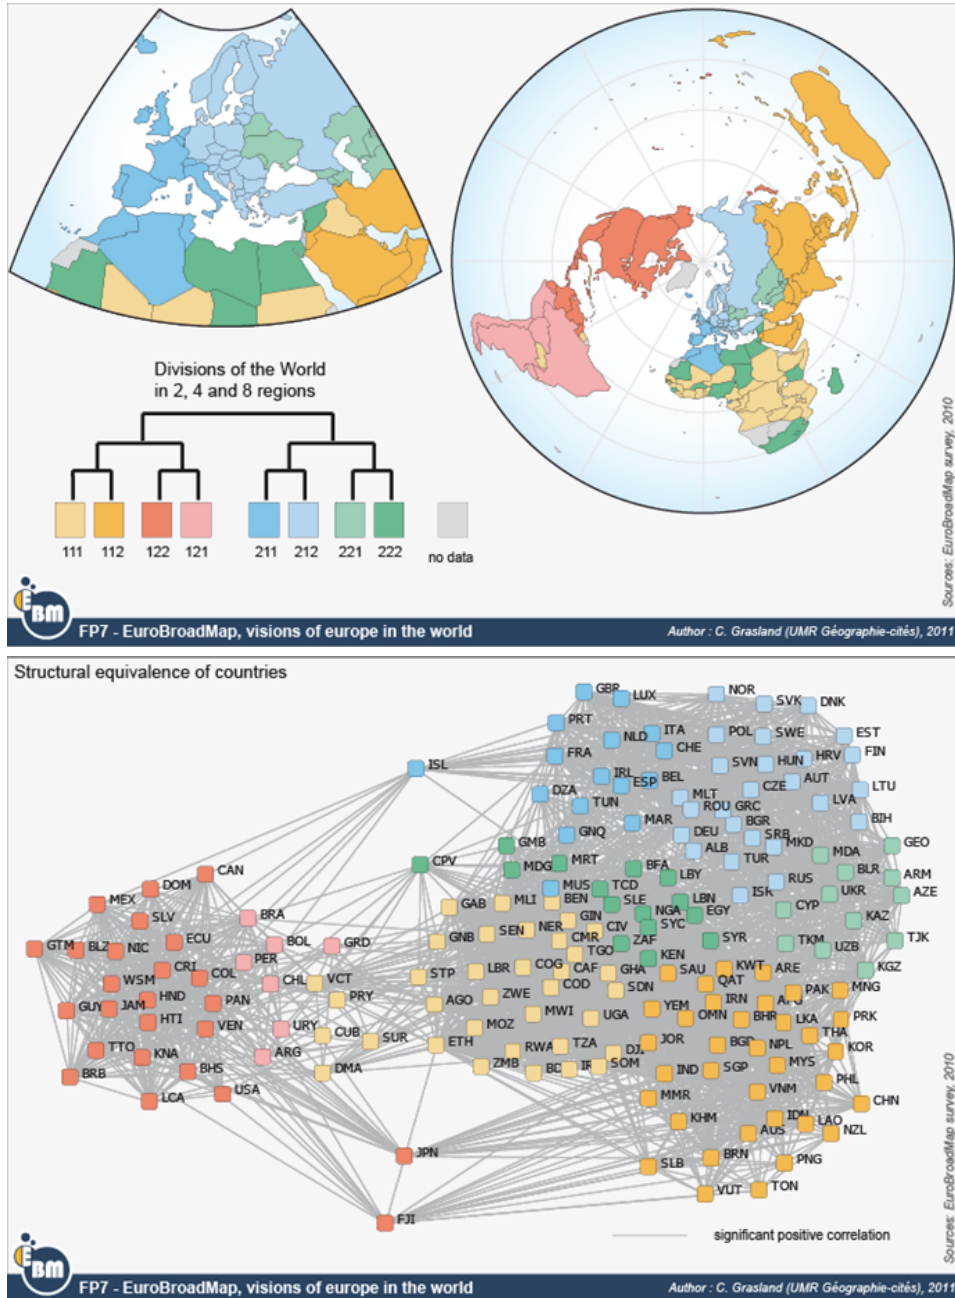 Divisions of the World
in 2, 4 and 8 regions
111 112 122 121 211 212 221 222 no data
Sources: EuroBroadMap survey, 2010
EBM
FP7 - EuroBroadMap, visions of europe in the world
Author : C. Grasland (UMR Géographie-cités), 2011
Structural equivalence of countries
GBR LUX NOR SVK DNK
PRT NLD ITA POL SWE EST
FRA CHE SVN HUN HRV FIN
ISL IRL ESP BEL CZE AUT LTU
DZA TUN MLT ROU GRC LVA
GNQ MAR DEU BGR SRB BIH
GMB ALB TUR MKD MDA GEO
CPV MDG MRT BFA LBY RUS BLR ARM
CAN DOM MUS TCD ISR UKR AZE
MEX SLV BRA GAB MLI BEN SLE LBN NGA EGY CYP KAZ
GTM BLZ NIC ECU BOL GRD GNB SEN NER GIN CIV SYC ZAF SYR TKM UZB TJK
CMR TGO KEN
WSM CRI COL PER CHL VCT STP LBR COG CAF GHA SAU KWT ARE KGZ
GUY JAM HND PAN PRY AGO ZWE COD SDN QAT IRN PAK MNG
HTI VEN URY CUB SUR ETH MOZ MWI UGA YEM OMN BHR LKA PRK
TTO KNA ARG RWA TZA JOR NPL THA KOR
BRB BHS DMA ZMB SOM IND SGP MYS PHL
LCA USA MMR VNM CHN
KHM AUS LAO NZL
JPN SLB BRN PNG
FJI VUT TON
significant positive correlation
Sources: EuroBroadMap survey, 2010
EBM
FP7 - EuroBroadMap, visions of europe in the world
Author : C. Grasland (UMR Géographie-cités), 2011